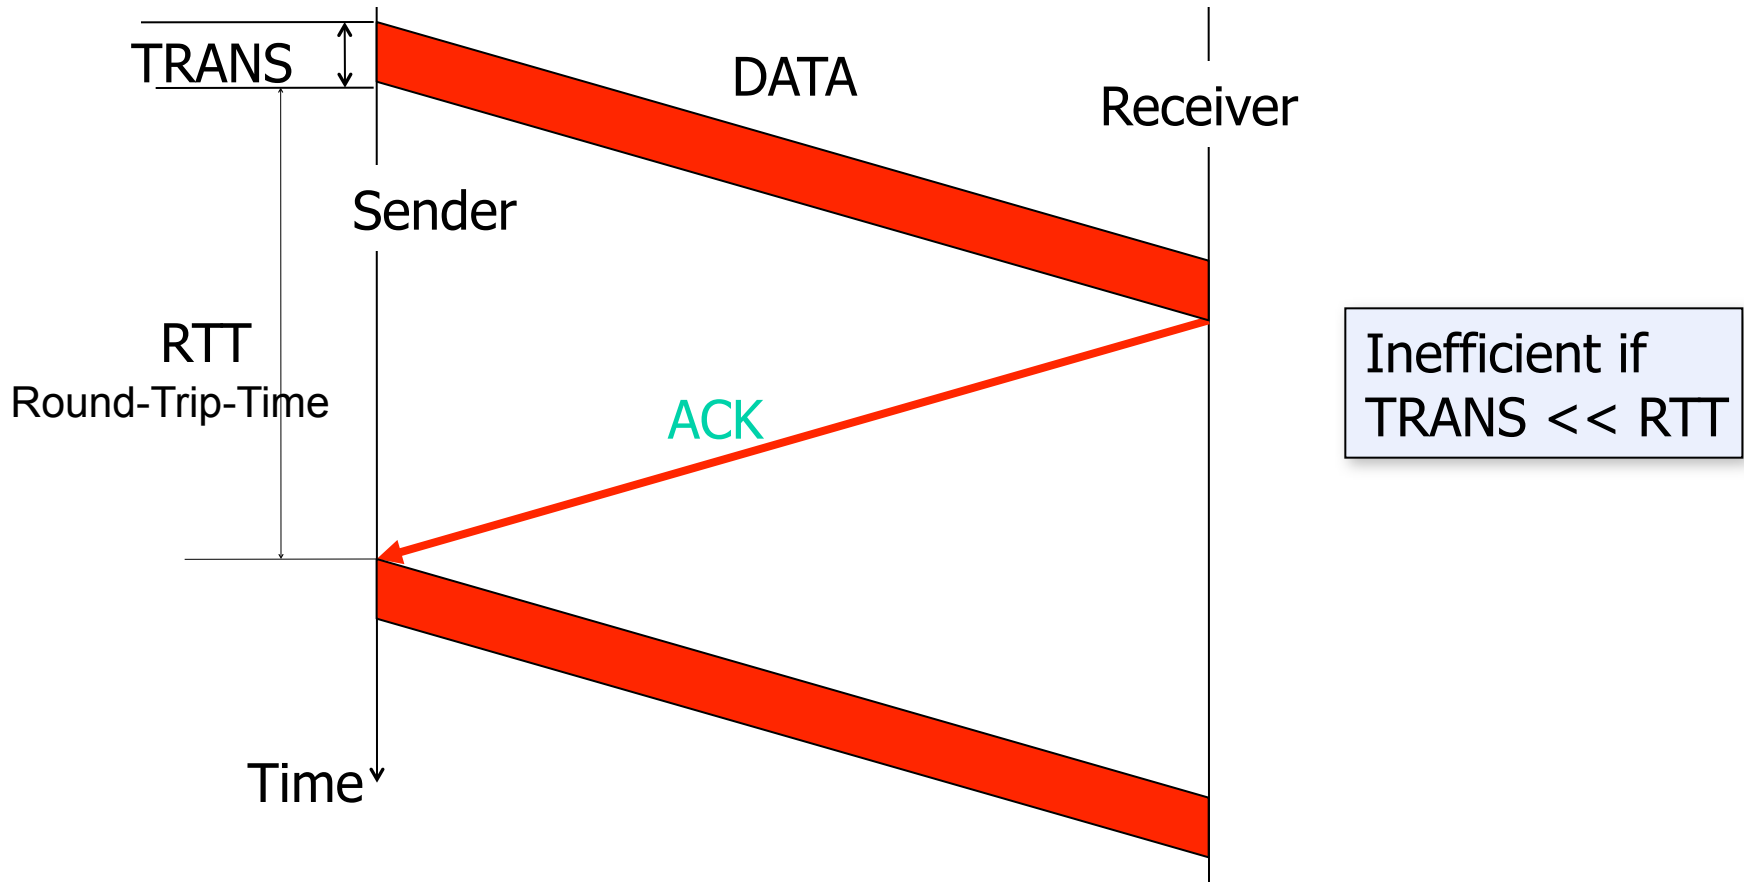 TRANS
DATA
Receiver
Sender
RTT
Round-Trip-Time
Inefficient if
TRANS << RTT
ACK
Time